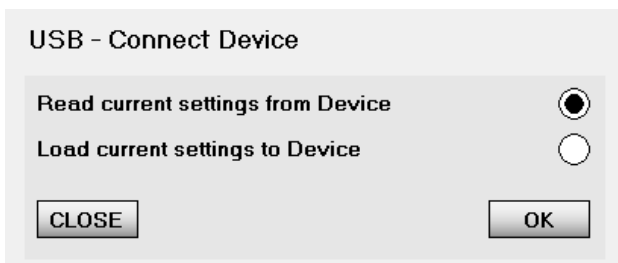 USB - Connect Device
Read current settings from Device
Load current settings to Device
CLOSE OK